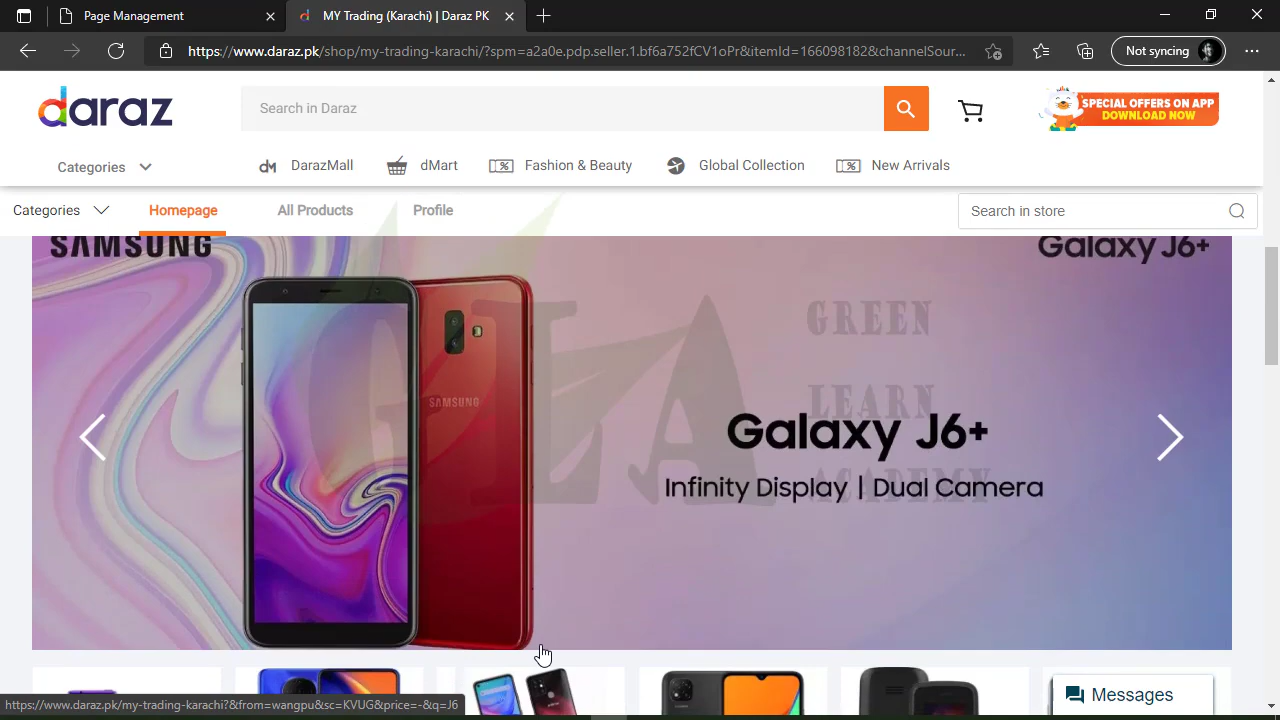 Page Management
MY Trading (Karachi) | Daraz PK
https://www.daraz.pk/shop/my-trading-karachi/?spm=a2a0e.pdp.seller.1.bf6a752fCV1oPr&itemId=166098182&channelSour...
Not syncing
daraz
Search in Daraz
SPECIAL OFFERS ON APP
DOWNLOAD NOW
Categories
DarazMall
dMart
Fashion & Beauty
Global Collection
New Arrivals
Categories
Homepage
All Products
Profile
Search in store
SAMSUNG
Galaxy J6+
GLA
GREEN
LEARN
ACADEMY
SAMSUNG
Galaxy J6+
Infinity Display | Dual Camera
Messages
https://www.daraz.pk/my-trading-karachi?&from=wangpu&sc=KVUG&price=-&q=J6